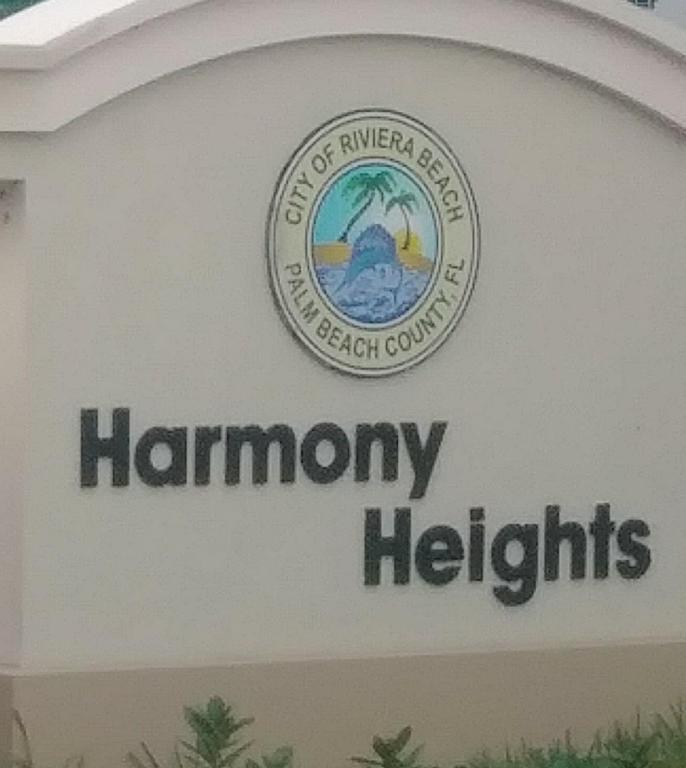 CITY OF RIVIERA BEACH
PALM BEACH COUNTY, FL
Harmony
Heights